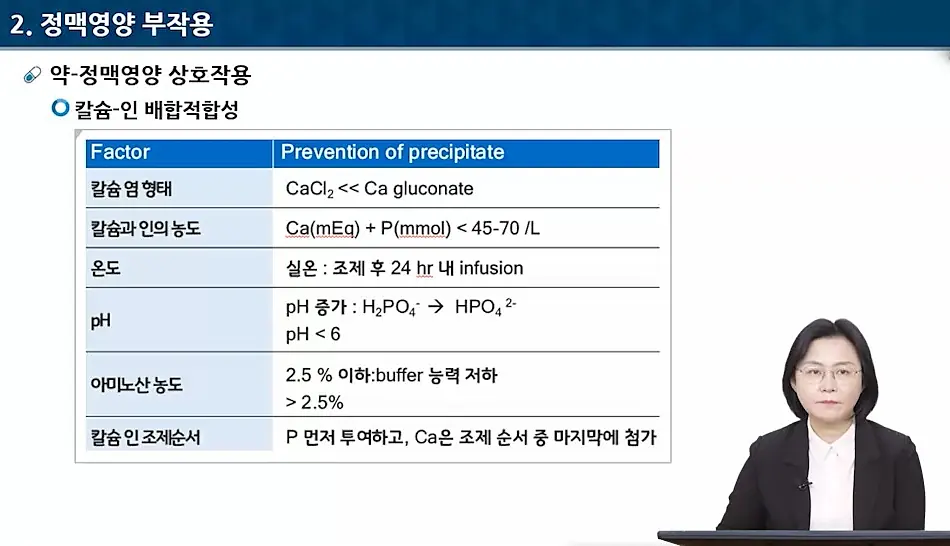 2. 정맥영양 부작용
약-정맥영양 상호작용
칼슘-인 배합적합성
Factor Prevention of precipitate
칼슘 염 형태 CaCl₂ << Ca gluconate
칼슘과 인의 농도 Ca(mEq) + P(mmol) < 45-70 /L
온도 실온 : 조제 후 24 hr 내 infusion
pH pH 증가 : H₂PO₄⁻ → HPO₄ ²⁻
pH < 6
아미노산 농도 2.5 % 이하:buffer 능력 저하
> 2.5%
칼슘 인 조제순서 P 먼저 투여하고, Ca은 조제 순서 중 마지막에 첨가